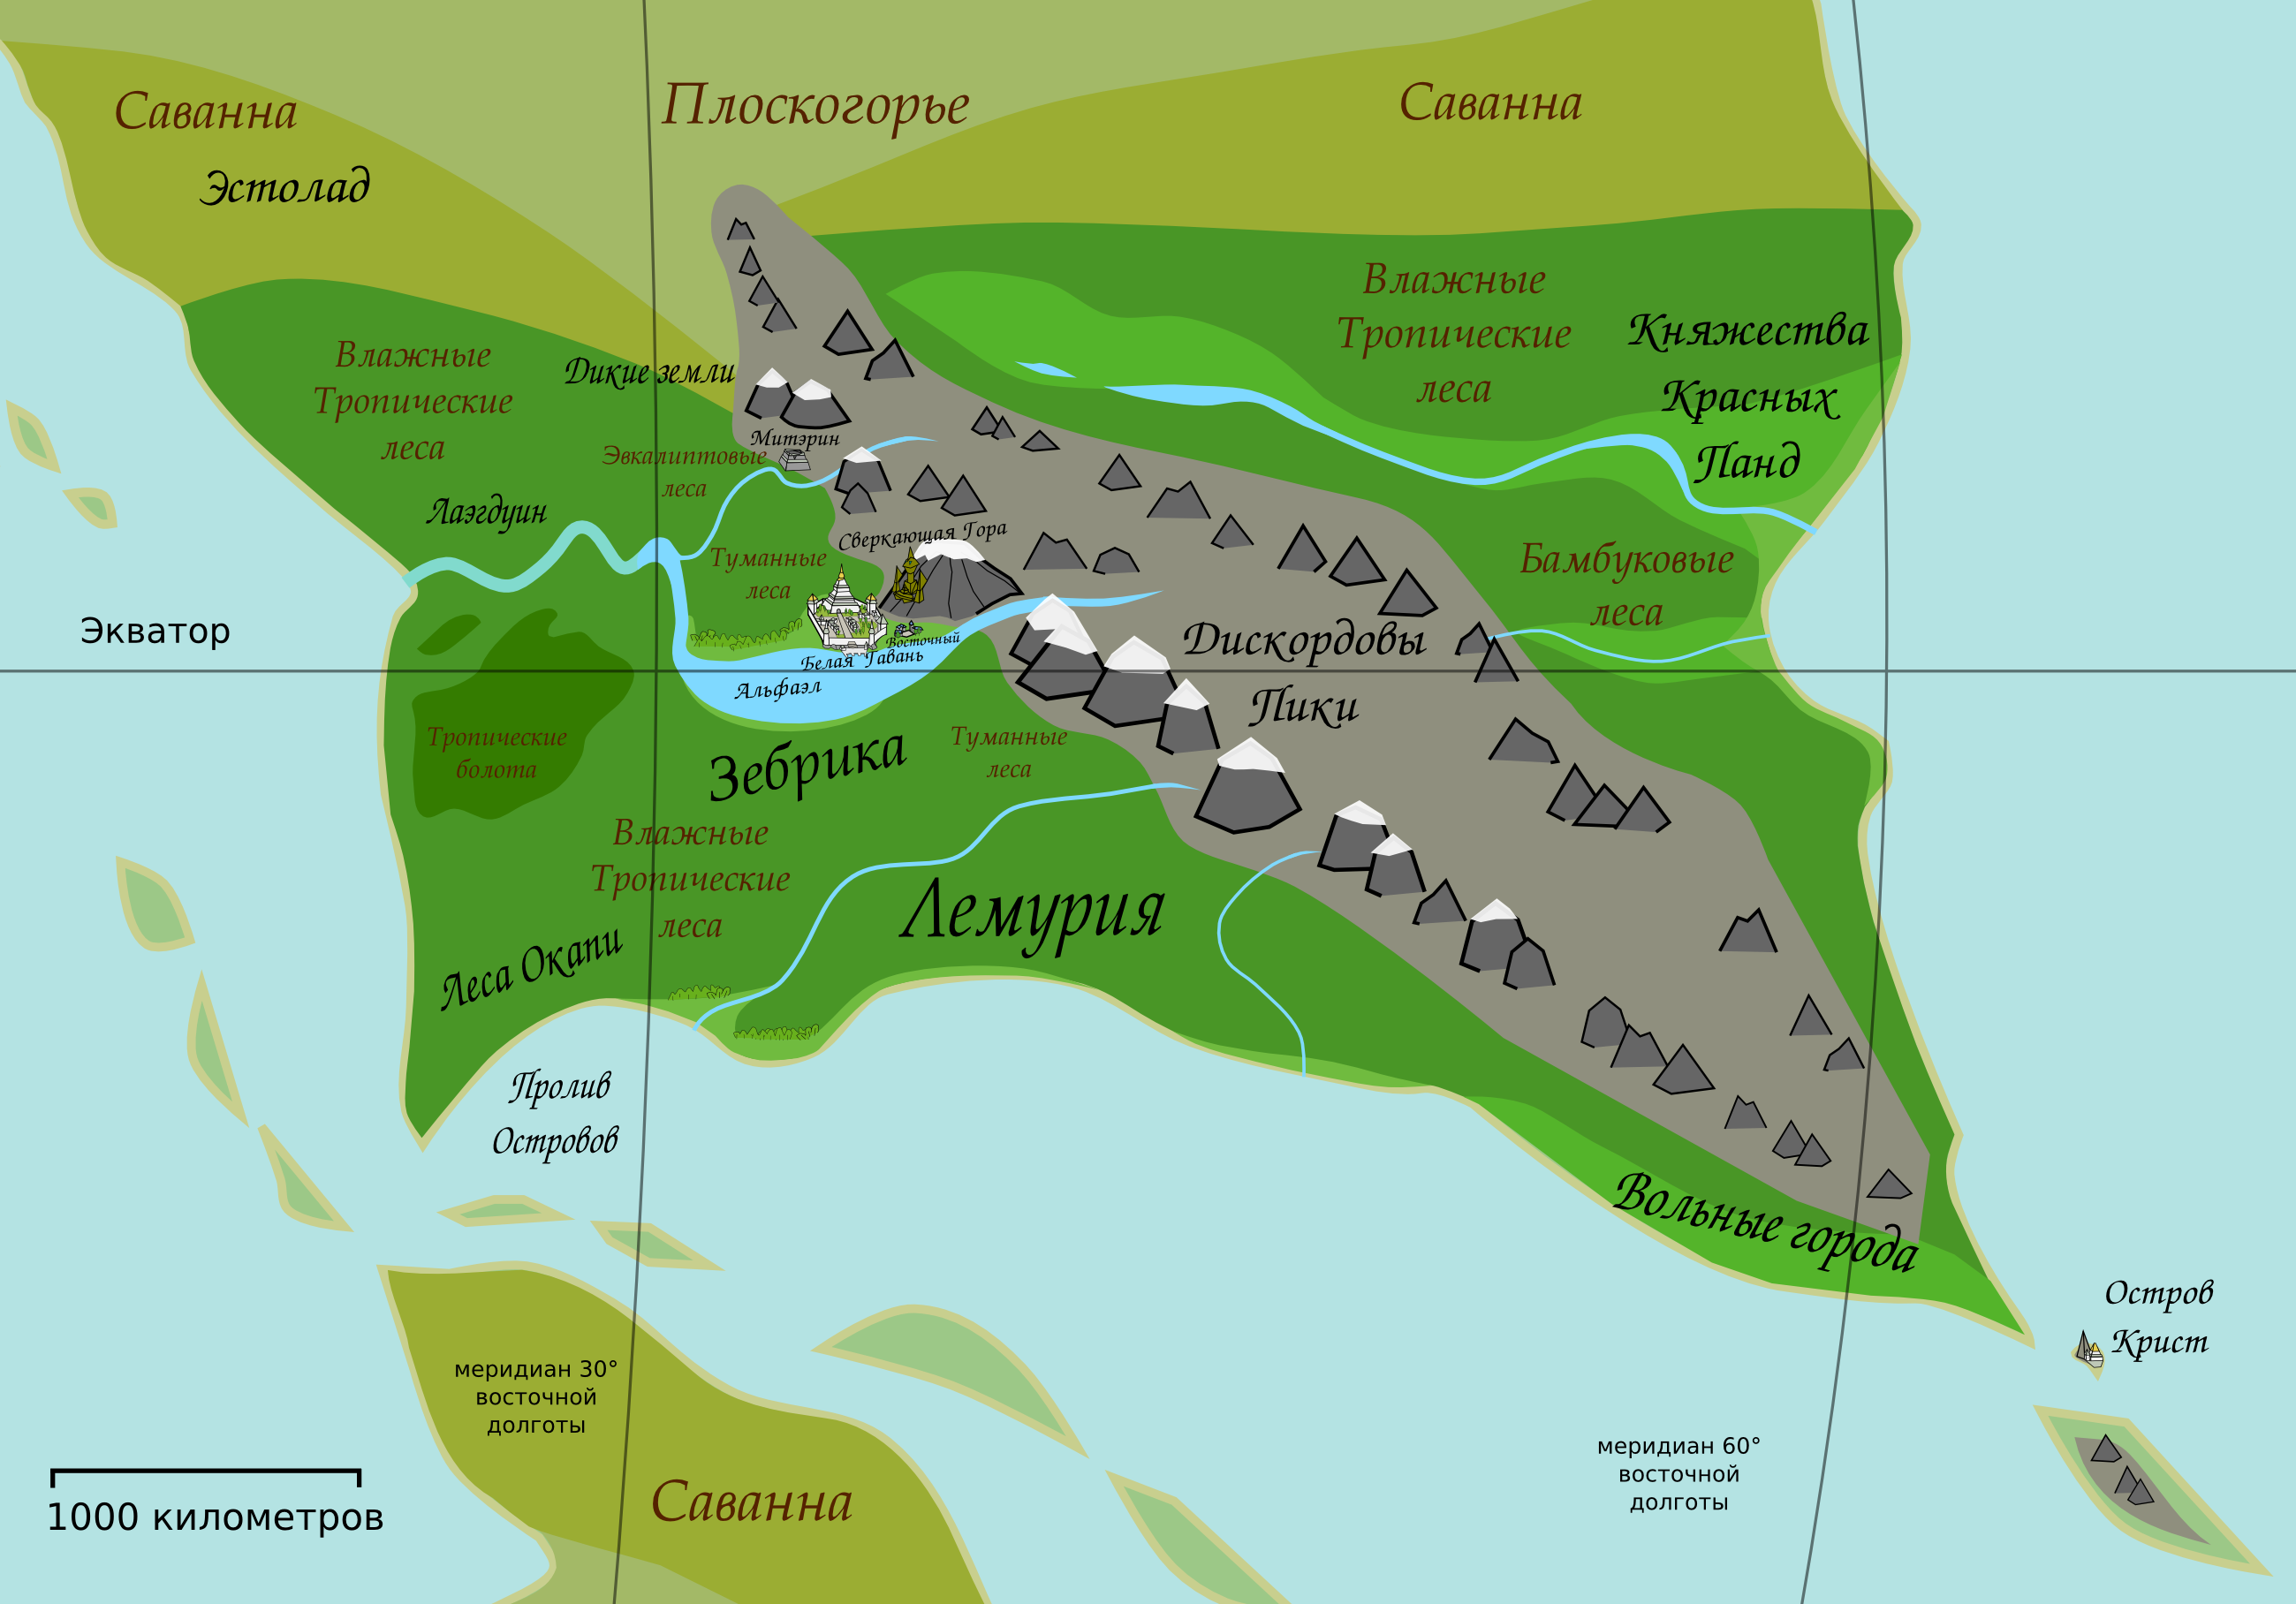 Саванна
Плоскогорье
Саванна
Эстолад
Влажные
Тропические
леса
Княжества
Красных
Панд
Влажные
Тропические
леса
Дикие земли
Митэрин
Эвкалиптовые
леса
Лаэгдуин
Сверкающая Гора
Туманные
леса
Бамбуковые
леса
Экватор
Восточный
Белая Гавань
Альфаэл
Дискордовы
Пики
Тропические
болота
Зебрика
Туманные
леса
Влажные
Тропические
леса
Лемурия
Леса Окапи
Пролив
Островов
Вольные города
Остров
Крист
меридиан 30°
восточной
долготы
меридиан 60°
восточной
долготы
Саванна
1000 километров